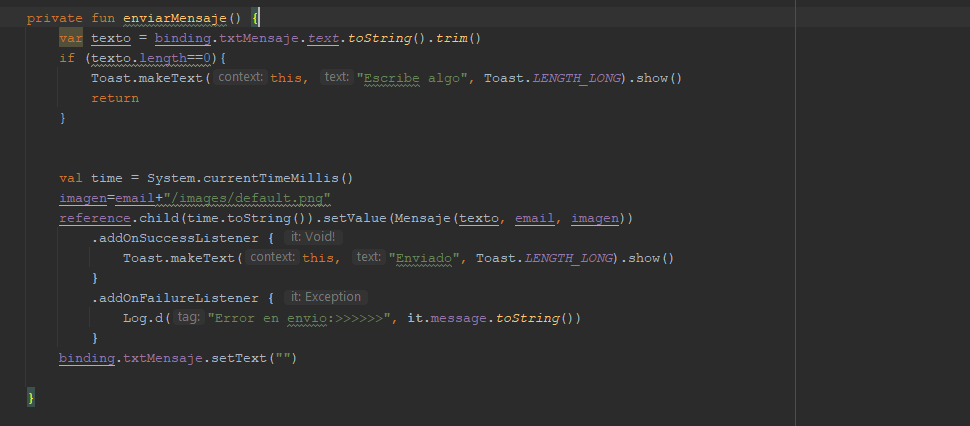 private fun enviarMensaje() {
var texto = binding.txtMensaje.text.toString().trim()
if (texto.length==0){
Toast.makeText( context: this, text: "Escribe algo", Toast.LENGTH_LONG).show()
return
}
val time = System.currentTimeMillis()
imagen=email+"/images/default.png"
reference.child(time.toString()).setValue(Mensaje(texto, email, imagen))
.addOnSuccessListener { it: Void!
Toast.makeText( context: this, text: "Enviado", Toast.LENGTH_LONG).show()
}
.addOnFailureListener { it: Exception
Log.d( tag: "Error en envio:>>>>>>", it.message.toString())
}
binding.txtMensaje.setText("")
}